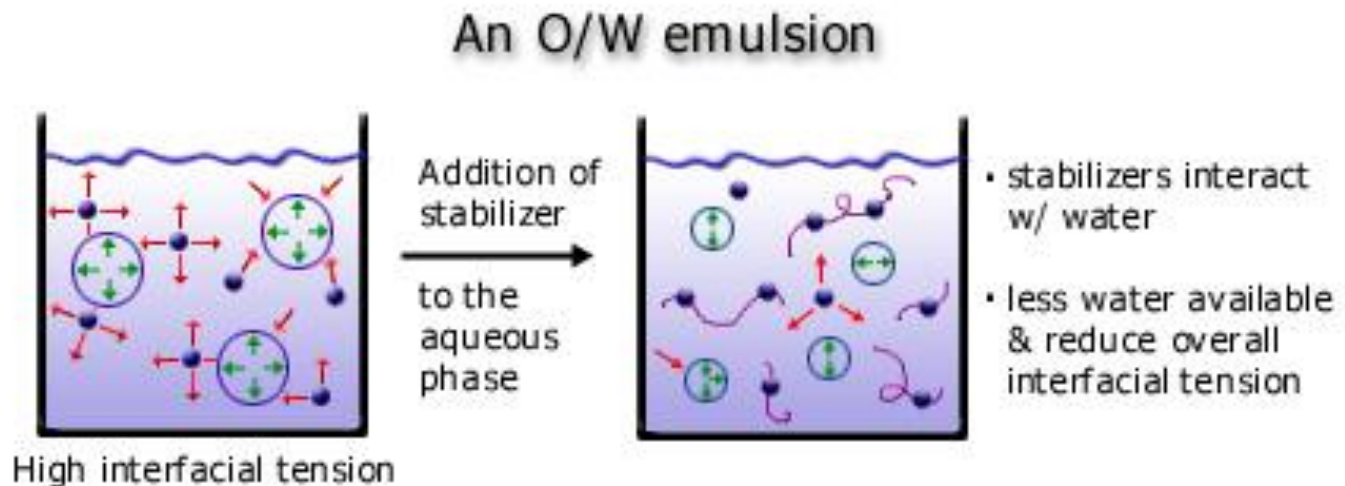 An O/W emulsion
Addition of
stabilizer
to the
aqueous
phase
High interfacial tension
· stabilizers interact
w/ water
· less water available
& reduce overall
interfacial tension